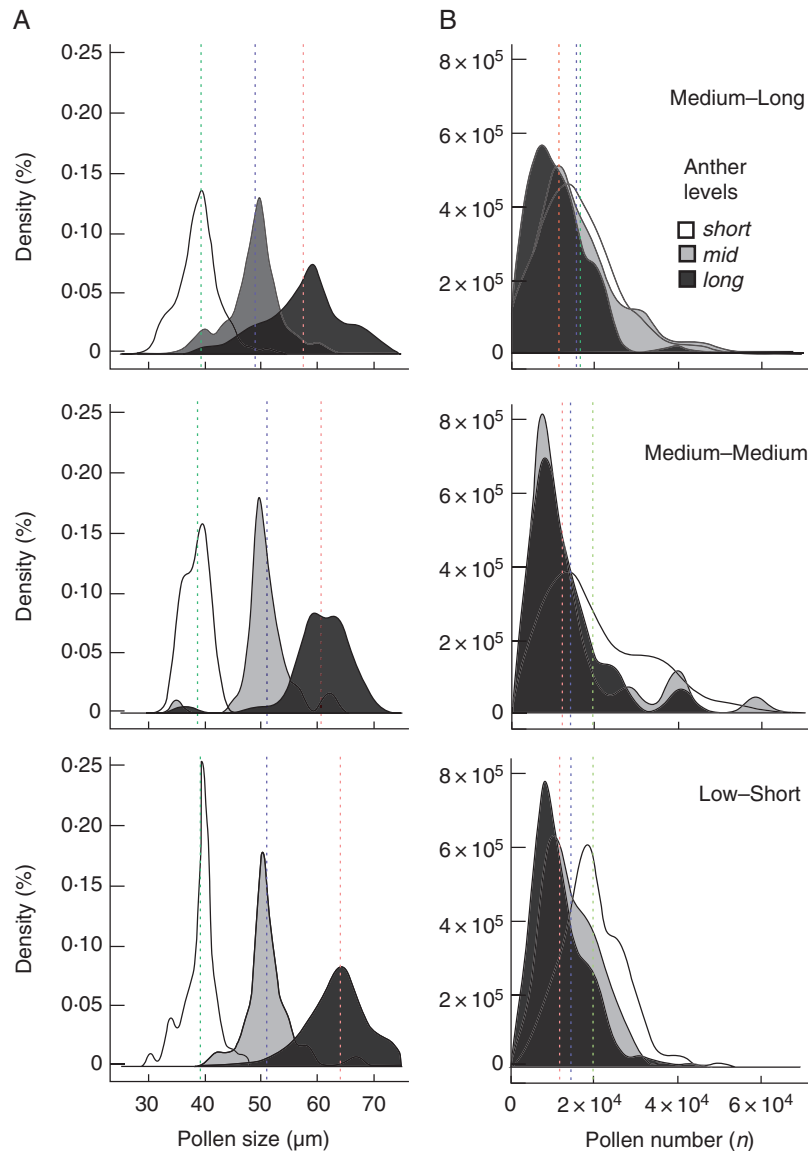 A
B
0·25
0·20
0·15
0·10
0·05
0
Density (%)
8 × 10⁵
6 × 10⁵
4 × 10⁵
2 × 10⁵
0
Medium–Long
Anther
levels
short
mid
long
0·25
0·20
0·15
0·10
0·05
0
Density (%)
8 × 10⁵
6 × 10⁵
4 × 10⁵
2 × 10⁵
0
Medium–Medium
0·25
0·20
0·15
0·10
0·05
0
Density (%)
30 40 50 60 70
Pollen size (µm)
8 × 10⁵
6 × 10⁵
4 × 10⁵
2 × 10⁵
Low–Short
0 2 × 10⁴ 4 × 10⁴ 6 × 10⁴
Pollen number (n)